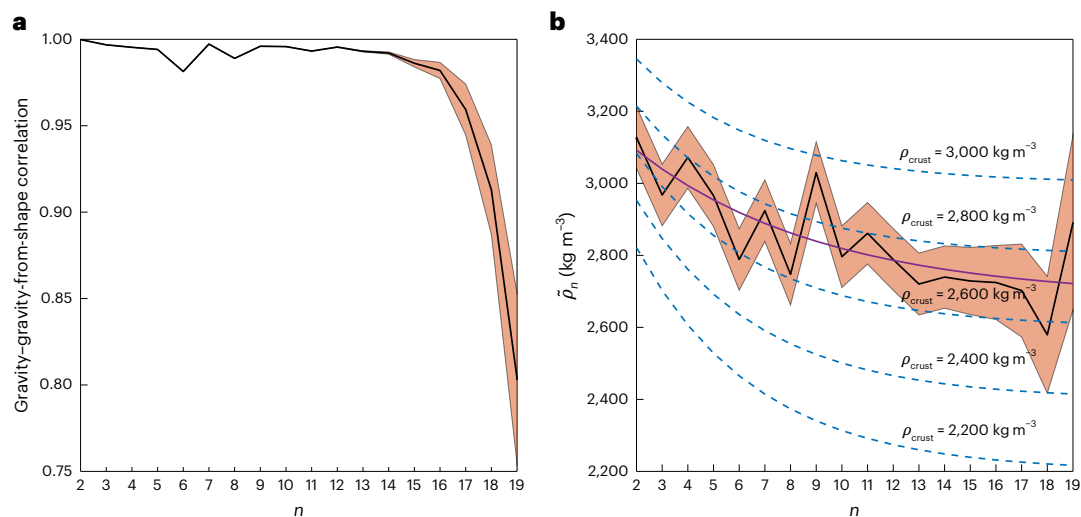 a
Gravity–gravity-from-shape correlation
1.00
0.95
0.90
0.85
0.80
0.75
2 3 4 5 6 7 8 9 10 11 12 13 14 15 16 17 18 19
n
b
ρ̃n (kg m−3)
3,400
3,200
3,000
2,800
2,600
2,400
2,200
ρcrust = 3,000 kg m−3
ρcrust = 2,800 kg m−3
ρcrust = 2,600 kg m−3
ρcrust = 2,400 kg m−3
ρcrust = 2,200 kg m−3
2 3 4 5 6 7 8 9 10 11 12 13 14 15 16 17 18 19
n